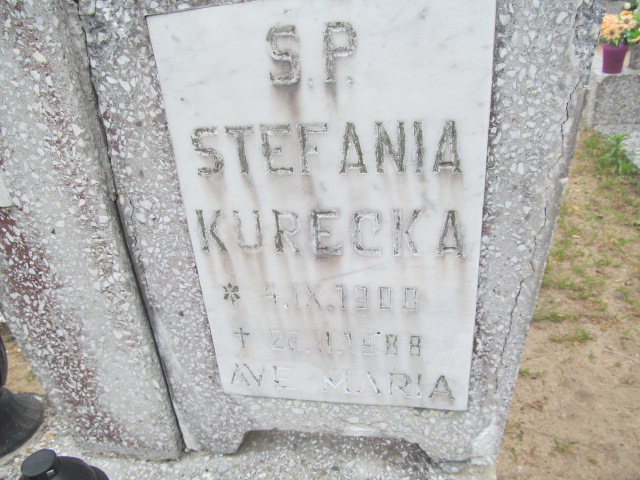 Ś.P.
STEFANIA
KURECKA
* 4.IX.1900
† 26.II.1988
AVE MARIA